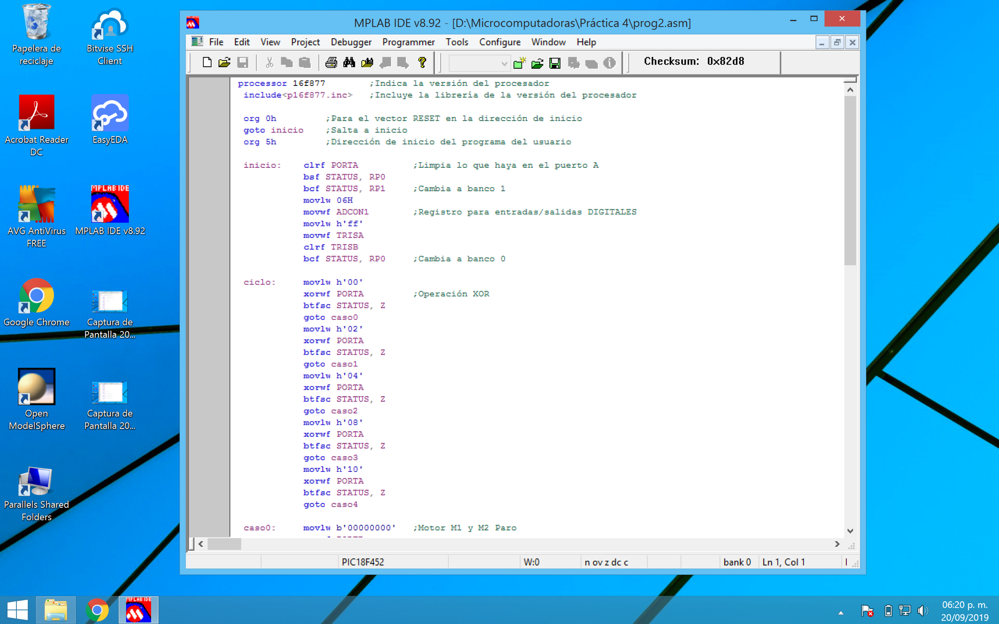 Papelera de
reciclaje
Bitvise SSH
Client
Acrobat Reader
DC
EasyEDA
AVG AntiVirus
FREE
MPLAB IDE
MPLAB IDE v8.92
Google Chrome
Captura de
Pantalla 20...
Open
ModelSphere
Captura de
Pantalla 20...
Parallels Shared
Folders
MPLAB IDE v8.92 - [D:\Microcomputadoras\Práctica 4\prog2.asm]
File Edit View Project Debugger Programmer Tools Configure Window Help
Checksum: 0x82d8
processor 16f877 ;Indica la versión del procesador
include<p16f877.inc> ;Incluye la librería de la versión del procesador
org 0h ;Para el vector RESET en la dirección de inicio
goto inicio ;Salta a inicio
org 5h ;Dirección de inicio del programa del usuario
inicio: clrf PORTA ;Limpia lo que haya en el puerto A
bsf STATUS, RP0
bcf STATUS, RP1 ;Cambia a banco 1
movlw 06H
movwf ADCON1 ;Registro para entradas/salidas DIGITALES
movlw h'ff'
movwf TRISA
clrf TRISB
bcf STATUS, RP0 ;Cambia a banco 0
ciclo: movlw h'00'
xorwf PORTA ;Operación XOR
btfsc STATUS, Z
goto caso0
movlw h'02'
xorwf PORTA
btfsc STATUS, Z
goto caso1
movlw h'04'
xorwf PORTA
btfsc STATUS, Z
goto caso2
movlw h'08'
xorwf PORTA
btfsc STATUS, Z
goto caso3
movlw h'10'
xorwf PORTA
btfsc STATUS, Z
goto caso4
caso0: movlw b'00000000' ;Motor M1 y M2 Paro
PIC18F452 W:0 n ov z dc c bank 0 Ln 1, Col 1
MPLAB IDE
06:20 p. m.
20/09/2019